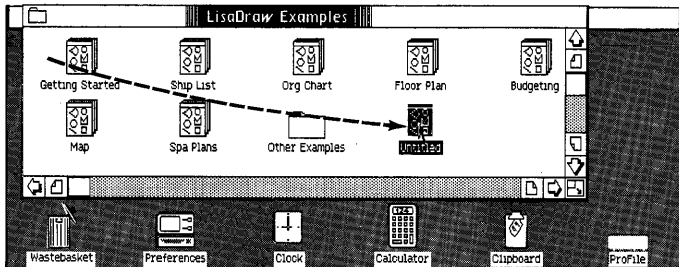 LisaDraw Examples
Getting Started Ship List Org Chart Floor Plan Budgeting
Map Spa Plans Other Examples Untitled
Wastebasket Preferences Clock Calculator Clipboard ProFile